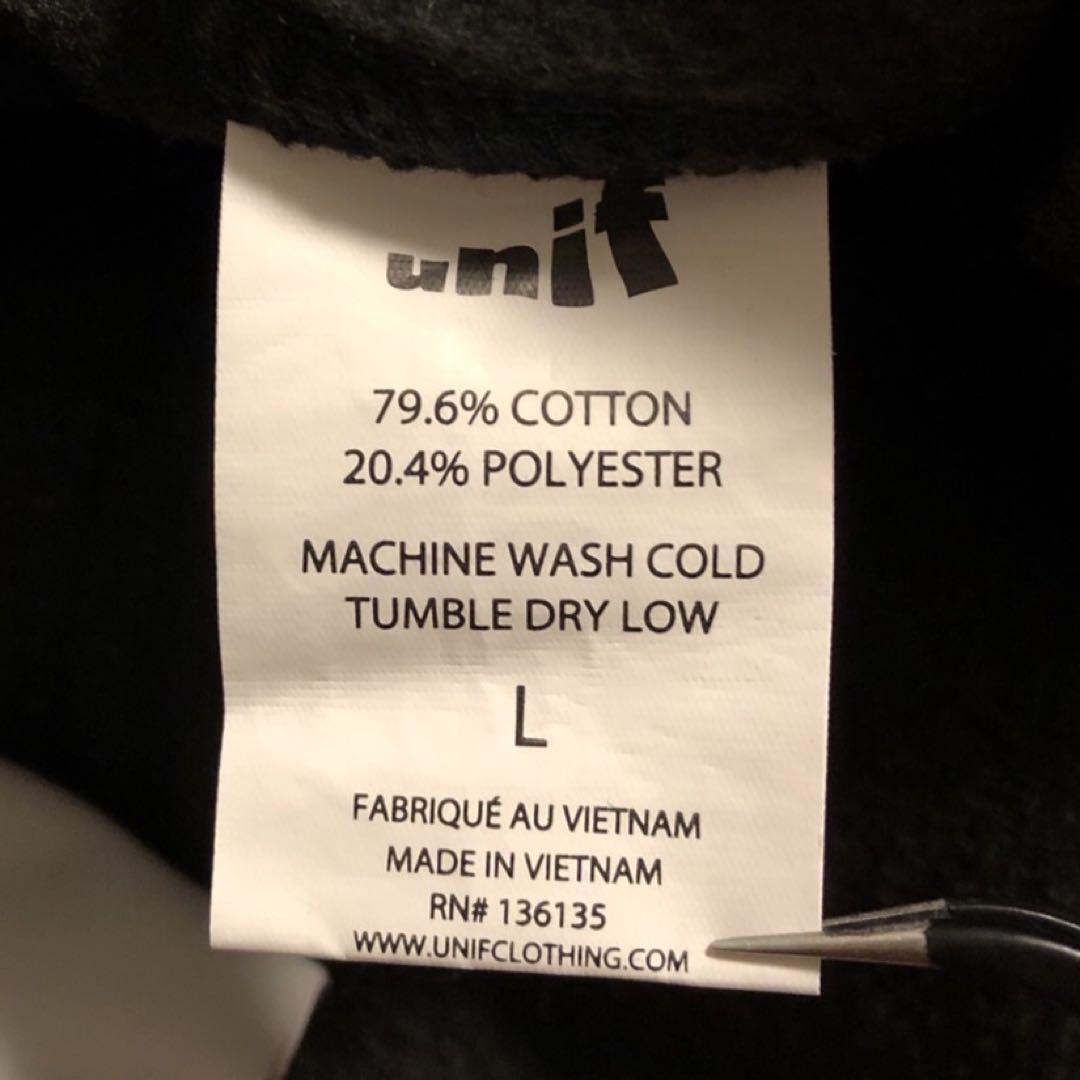 unif
79.6% COTTON
20.4% POLYESTER
MACHINE WASH COLD
TUMBLE DRY LOW
L
FABRIQUÉ AU VIETNAM
MADE IN VIETNAM
RN# 136135
WWW.UNIFCLOTHING.COM